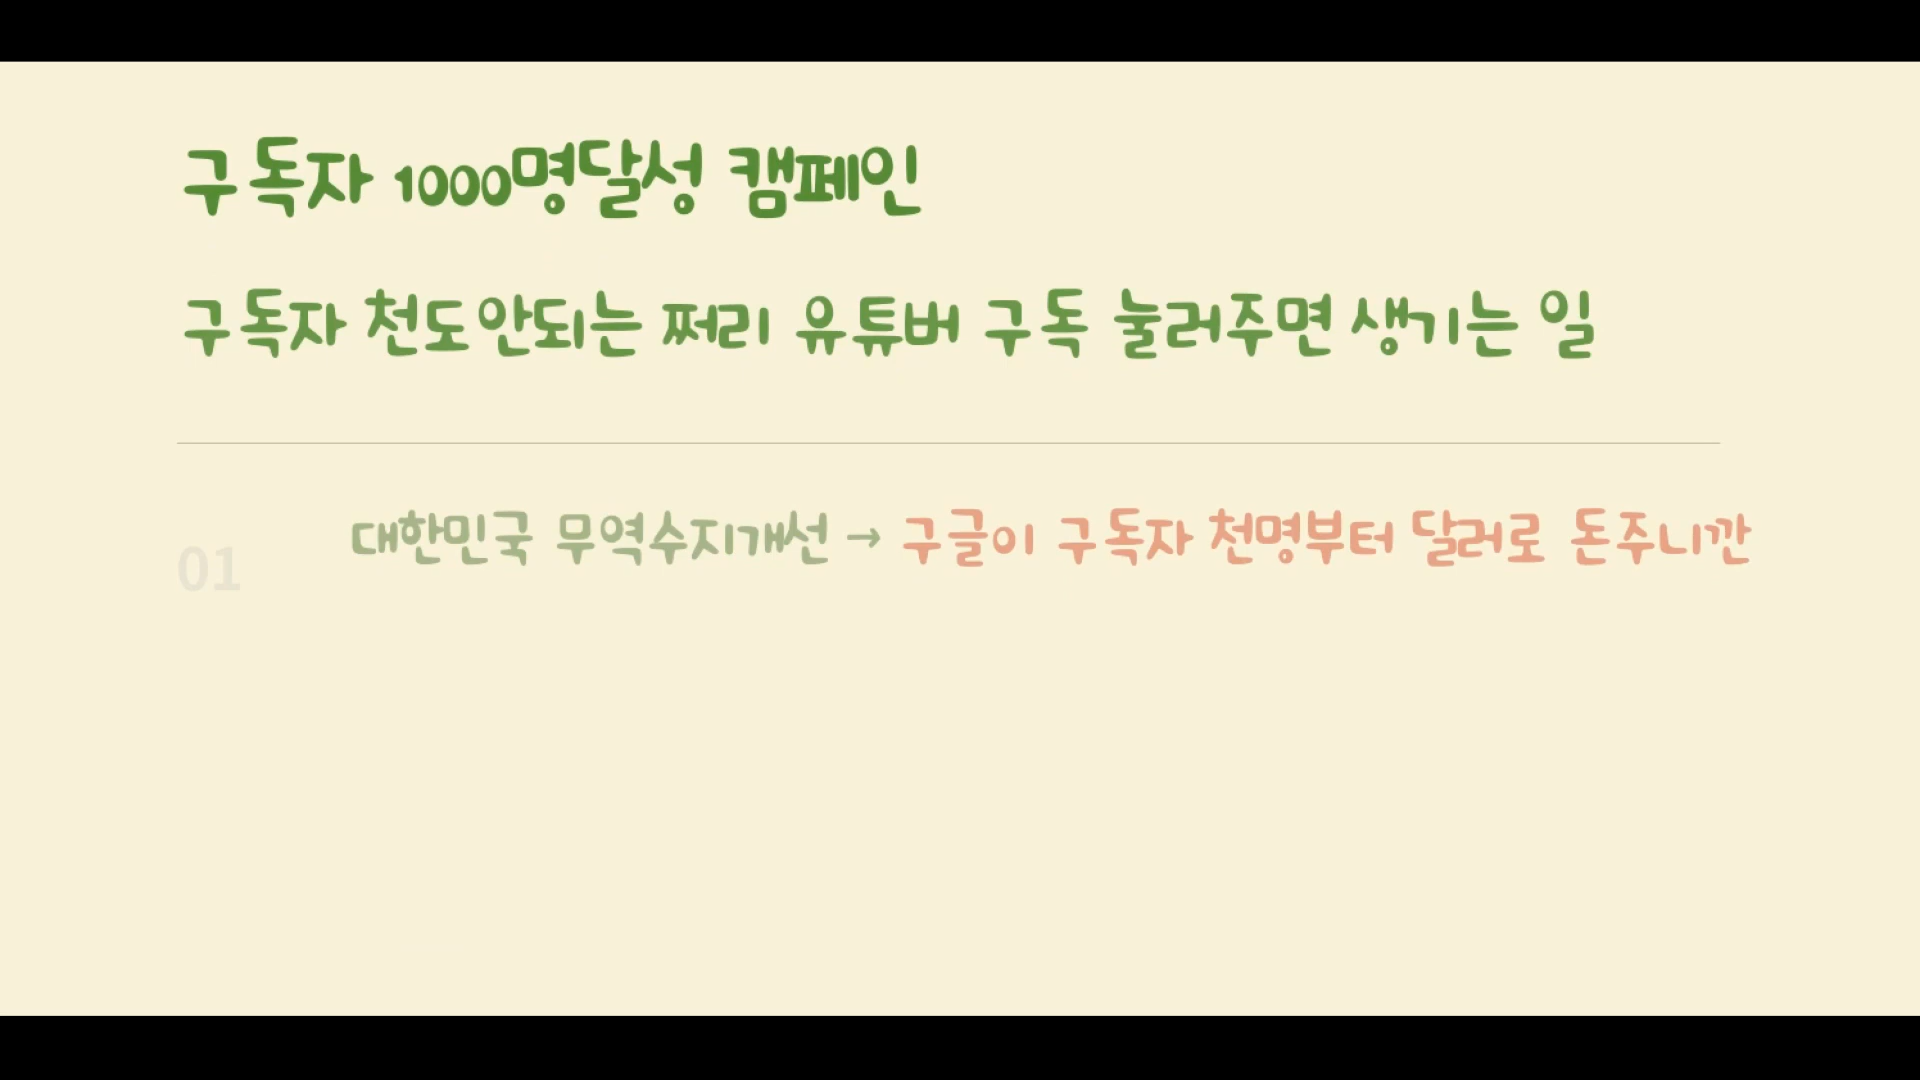 구독자 1000명달성 캠페인
구독자 천도안되는 쩌리 유튜버 구독 눌러주면 생기는 일
01 대한민국 무역수지개선 → 구글이 구독자 천명부터 달러로 돈주니깐